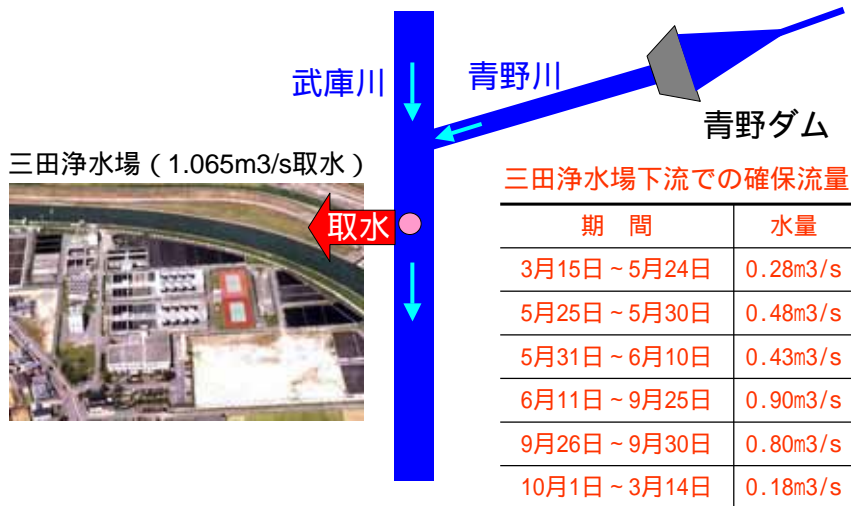 武庫川
青野川
青野ダム
三田浄水場（1.065m3/s取水）
取水
三田浄水場下流での確保流量
期　間 水量
3月15日～5月24日 0.28m3/s
5月25日～5月30日 0.48m3/s
5月31日～6月10日 0.43m3/s
6月11日～9月25日 0.90m3/s
9月26日～9月30日 0.80m3/s
10月1日～3月14日 0.18m3/s